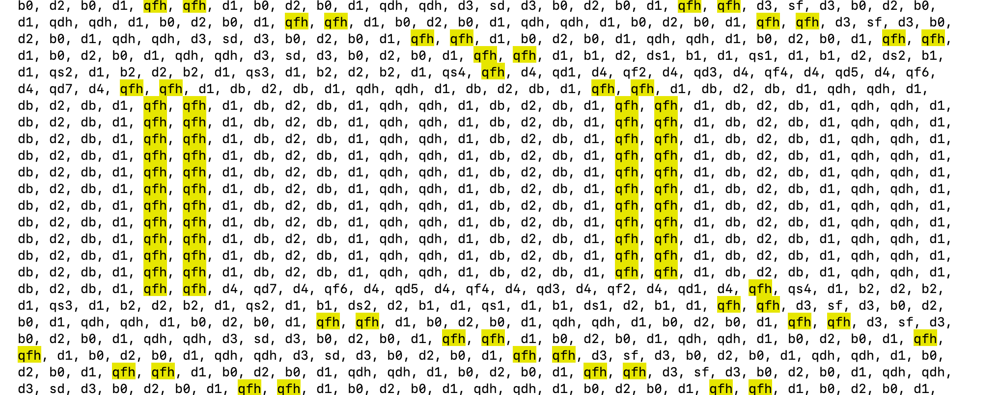 b0, d2, b0, d1, qfh, qfh, d1, b0, d2, b0, d1, qdh, qdh, d3, sd, d3, b0, d2, b0, d1, qfh, qfh, d3, sf, d3, b0, d2, b0,
d1, qdh, qdh, d1, b0, d2, b0, d1, qfh, qfh, d1, b0, d2, b0, d1, qdh, qdh, d1, b0, d2, b0, d1, qfh, qfh, d3, sf, d3, b0,
d2, b0, d1, qdh, qdh, d3, sd, d3, b0, d2, b0, d1, qfh, qfh, d1, b0, d2, b0, d1, qdh, qdh, d1, b0, d2, b0, d1, qfh, qfh,
d1, b0, d2, b0, d1, qdh, qdh, d3, sd, d3, b0, d2, b0, d1, qfh, qfh, d1, b1, d2, ds1, b1, d1, qs1, d1, b1, d2, ds2, b1,
d1, qs2, d1, b2, d2, b2, d1, qs3, d1, b2, d2, b2, d1, qs4, qfh, d4, qd1, d4, qf2, d4, qd3, d4, qf4, d4, qd5, d4, qf6,
d4, qd7, d4, qfh, qfh, d1, db, d2, db, d1, qdh, qdh, d1, db, d2, db, d1, qfh, qfh, d1, db, d2, db, d1, qdh, qdh, d1,
db, d2, db, d1, qfh, qfh, d1, db, d2, db, d1, qdh, qdh, d1, db, d2, db, d1, qfh, qfh, d1, db, d2, db, d1, qdh, qdh, d1,
db, d2, db, d1, qfh, qfh, d1, db, d2, db, d1, qdh, qdh, d1, db, d2, db, d1, qfh, qfh, d1, db, d2, db, d1, qdh, qdh, d1,
db, d2, db, d1, qfh, qfh, d1, db, d2, db, d1, qdh, qdh, d1, db, d2, db, d1, qfh, qfh, d1, db, d2, db, d1, qdh, qdh, d1,
db, d2, db, d1, qfh, qfh, d1, db, d2, db, d1, qdh, qdh, d1, db, d2, db, d1, qfh, qfh, d1, db, d2, db, d1, qdh, qdh, d1,
db, d2, db, d1, qfh, qfh, d1, db, d2, db, d1, qdh, qdh, d1, db, d2, db, d1, qfh, qfh, d1, db, d2, db, d1, qdh, qdh, d1,
db, d2, db, d1, qfh, qfh, d1, db, d2, db, d1, qdh, qdh, d1, db, d2, db, d1, qfh, qfh, d1, db, d2, db, d1, qdh, qdh, d1,
db, d2, db, d1, qfh, qfh, d1, db, d2, db, d1, qdh, qdh, d1, db, d2, db, d1, qfh, qfh, d1, db, d2, db, d1, qdh, qdh, d1,
db, d2, db, d1, qfh, qfh, d1, db, d2, db, d1, qdh, qdh, d1, db, d2, db, d1, qfh, qfh, d1, db, d2, db, d1, qdh, qdh, d1,
db, d2, db, d1, qfh, qfh, d1, db, d2, db, d1, qdh, qdh, d1, db, d2, db, d1, qfh, qfh, d1, db, d2, db, d1, qdh, qdh, d1,
db, d2, db, d1, qfh, qfh, d1, db, d2, db, d1, qdh, qdh, d1, db, d2, db, d1, qfh, qfh, d1, db, d2, db, d1, qdh, qdh, d1,
db, d2, db, d1, qfh, qfh, d1, db, d2, db, d1, qdh, qdh, d1, db, d2, db, d1, qfh, qfh, d1, db, d2, db, d1, qdh, qdh, d1,
db, d2, db, d1, qfh, qfh, d4, qd7, d4, qf6, d4, qd5, d4, qf4, d4, qd3, d4, qf2, d4, qd1, d4, qfh, qs4, d1, b2, d2, b2,
d1, qs3, d1, b2, d2, b2, d1, qs2, d1, b1, ds2, d2, b1, d1, qs1, d1, b1, ds1, d2, b1, d1, qfh, qfh, d3, sf, d3, b0, d2,
b0, d1, qdh, qdh, d1, b0, d2, b0, d1, qfh, qfh, d1, b0, d2, b0, d1, qdh, qdh, d1, b0, d2, b0, d1, qfh, qfh, d3, sf, d3,
b0, d2, b0, d1, qdh, qdh, d3, sd, d3, b0, d2, b0, d1, qfh, qfh, d1, b0, d2, b0, d1, qdh, qdh, d1, b0, d2, b0, d1, qfh,
qfh, d1, b0, d2, b0, d1, qdh, qdh, d3, sd, d3, b0, d2, b0, d1, qfh, qfh, d3, sf, d3, b0, d2, b0, d1, qdh, qdh, d1, b0,
d2, b0, d1, qfh, qfh, d1, b0, d2, b0, d1, qdh, qdh, d1, b0, d2, b0, d1, qfh, qfh, d3, sf, d3, b0, d2, b0, d1, qdh, qdh,
d3, sd, d3, b0, d2, b0, d1, qfh, qfh, d1, b0, d2, b0, d1, qdh, qdh, d1, b0, d2, b0, d1, qfh, qfh, d1, b0, d2, b0, d1,